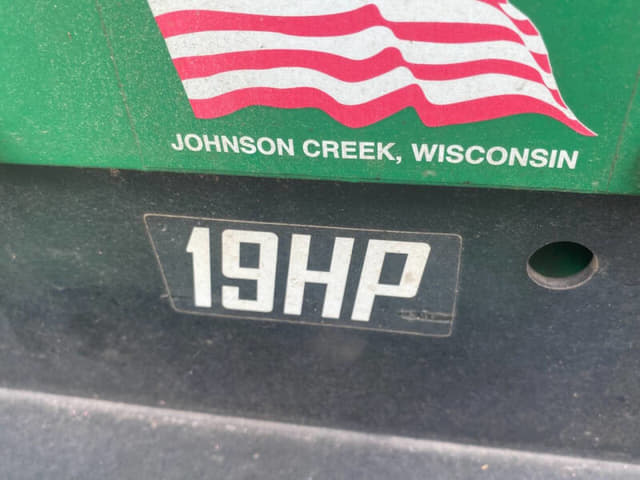 JOHNSON CREEK, WISCONSIN
19HP